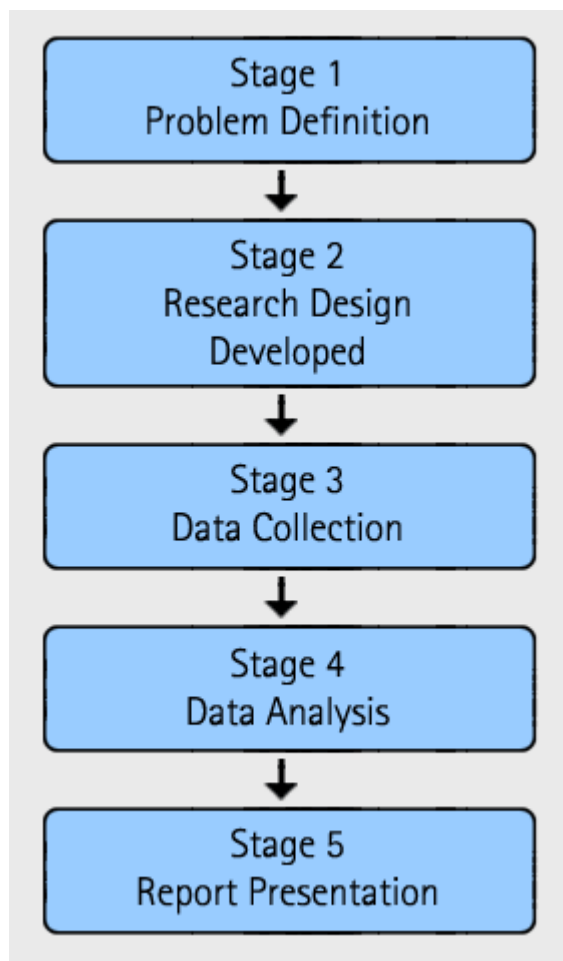 Stage 1
Problem Definition
Stage 2
Research Design
Developed
Stage 3
Data Collection
Stage 4
Data Analysis
Stage 5
Report Presentation